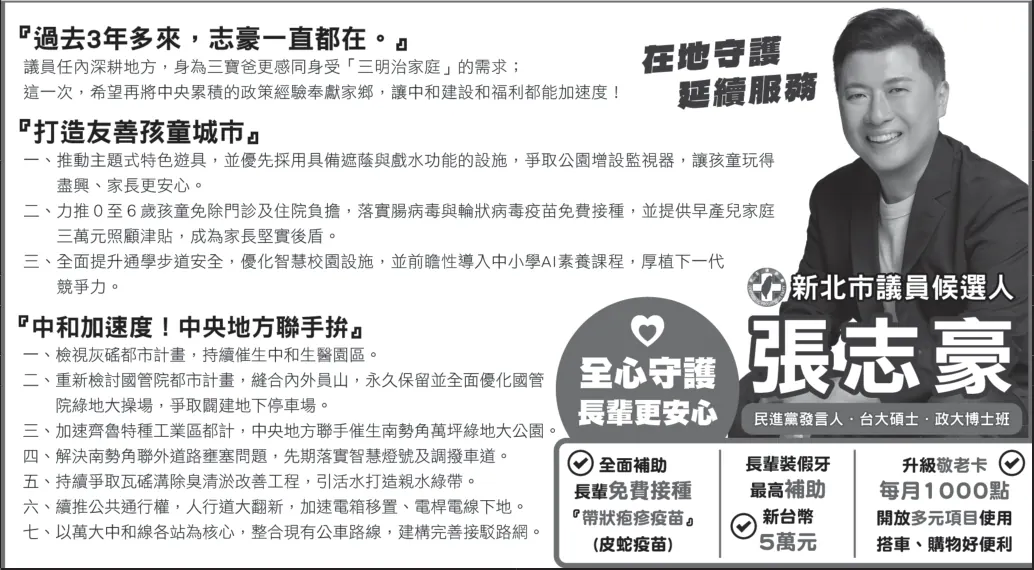 『過去3年多來，志豪一直都在。』
議員任內深耕地方，身為三寶爸更感同身受「三明治家庭」的需求；
這一次，希望再將中央累積的政策經驗奉獻家鄉，讓中和建設和福利都能加速度！
『打造友善孩童城市』
一、推動主題式特色遊具，並優先採用具備遮蔭與戲水功能的設施，爭取公園增設監視器，讓孩童玩得
盡興、家長更安心。
二、力推０至６歲孩童免除門診及住院負擔，落實腸病毒與輪狀病毒疫苗免費接種，並提供早產兒家庭
三萬元照顧津貼，成為家長堅實後盾。
三、全面提升通學步道安全，優化智慧校園設施，並前瞻性導入中小學AI素養課程，厚植下一代
競爭力。
『中和加速度！中央地方聯手拚』
一、檢視灰磘都市計畫，持續催生中和生醫園區。
二、重新檢討國管院都市計畫，縫合內外員山，永久保留並全面優化國管
院綠地大操場，爭取闢建地下停車場。
三、加速齊魯特種工業區都計，中央地方聯手催生南勢角萬坪綠地大公園。
四、解決南勢角聯外道路壅塞問題，先期落實智慧燈號及調撥車道。
五、持續爭取瓦磘溝除臭清淤改善工程，引活水打造親水綠帶。
六、續推公共通行權，人行道大翻新，加速電箱移置、電桿電線下地。
七、以萬大中和線各站為核心，整合現有公車路線，建構完善接駁路網。
在地守護
延續服務
新北市議員候選人
張志豪
民進黨發言人．台大碩士．政大博士班
全心守護
長輩更安心
全面補助
長輩免費接種
『帶狀疱疹疫苗』
(皮蛇疫苗)
長輩裝假牙
最高補助
新台幣
5萬元
升級敬老卡
每月1000點
開放多元項目使用
搭車、購物好便利